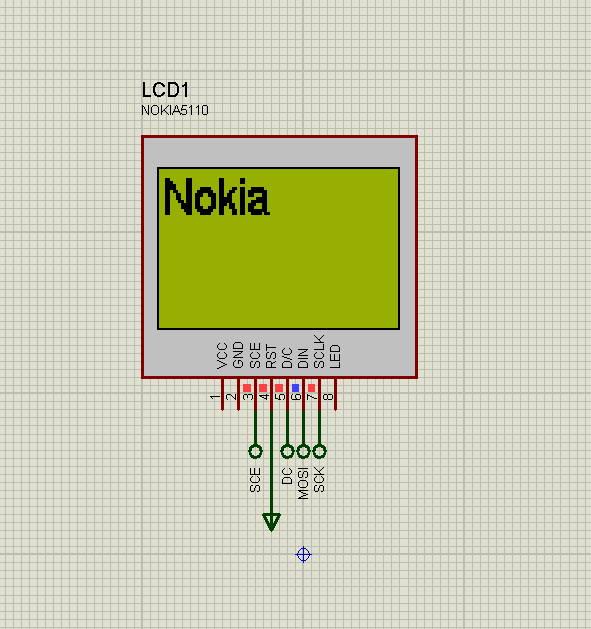 LCD1
NOKIA5110
Nokia
VCC
GND
SCE
RST
D/C
DIN
SCLK
LED
1
2
3
4
5
6
7
8
SCE
DC
MOSI
SCK